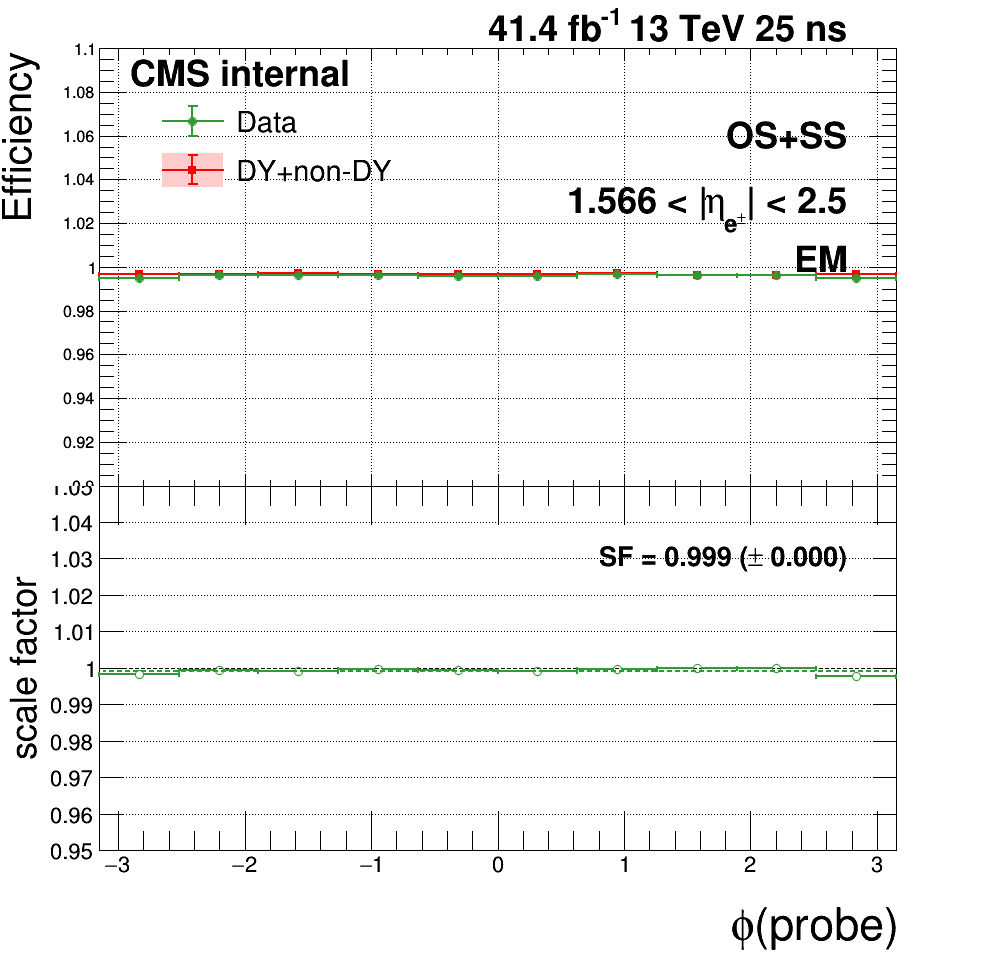 41.4 fb⁻¹ 13 TeV 25 ns
Efficiency
1.1
CMS internal
1.08
Data
1.06
OS+SS
DY+non-DY
1.04
1.566 < |η_e±| < 2.5
1.02
EM
1
0.98
0.96
0.94
0.92
1.04
1.03
SF = 0.999 (± 0.000)
1.02
1.01
scale factor
1
0.99
0.98
0.97
0.96
0.95
−3 −2 −1 0 1 2 3
ϕ(probe)